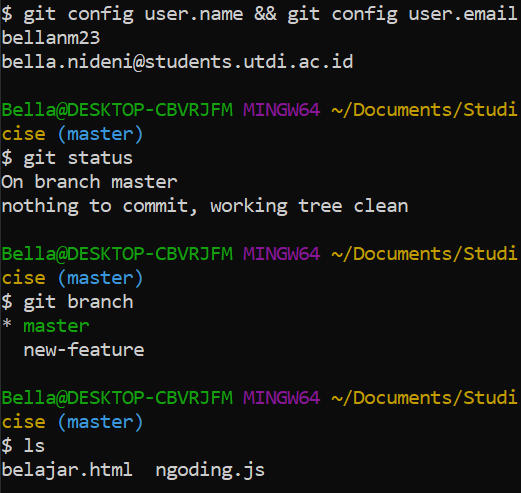 $ git config user.name && git config user.email
bellanm23
bella.nideni@students.utdi.ac.id
Bella@DESKTOP-CBVRJFM MINGW64 ~/Documents/Studi
cise (master)
$ git status
On branch master
nothing to commit, working tree clean
Bella@DESKTOP-CBVRJFM MINGW64 ~/Documents/Studi
cise (master)
$ git branch
* master
  new-feature
Bella@DESKTOP-CBVRJFM MINGW64 ~/Documents/Studi
cise (master)
$ ls
belajar.html  ngoding.js